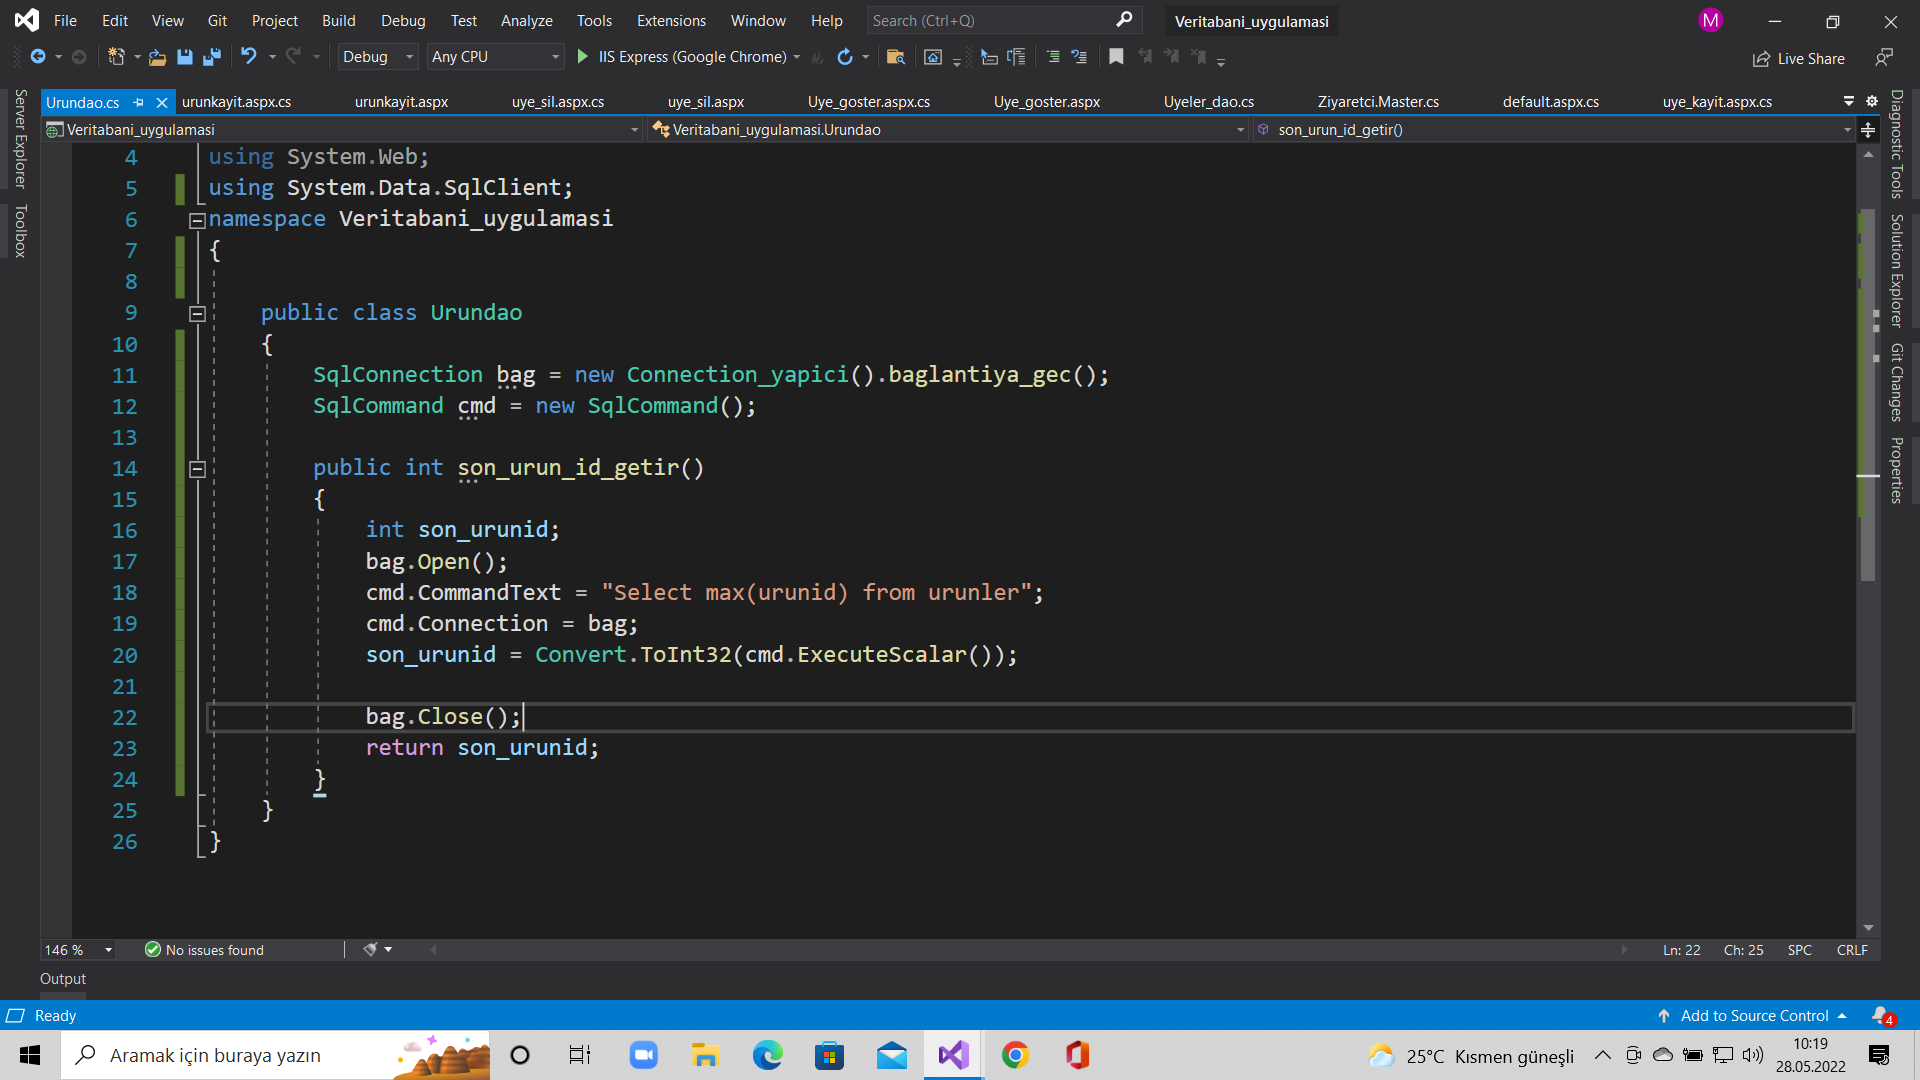 File Edit View Git Project Build Debug Test Analyze Tools Extensions Window Help Search (Ctrl+Q) Veritabani_uygulamasi M
Debug Any CPU IIS Express (Google Chrome) Live Share
Urundao.cs urunkayit.aspx.cs urunkayit.aspx uye_sil.aspx.cs uye_sil.aspx Uye_goster.aspx.cs Uye_goster.aspx Uyeler_dao.cs Ziyaretci.Master.cs default.aspx.cs uye_kayit.aspx.cs
Veritabani_uygulamasi Veritabani_uygulamasi.Urundao son_urun_id_getir()
Server Explorer
Toolbox
4 using System.Web;
5 using System.Data.SqlClient;
6 namespace Veritabani_uygulamasi
7 {
8
9 public class Urundao
10 {
11 SqlConnection bag = new Connection_yapici().baglantiya_gec();
12 SqlCommand cmd = new SqlCommand();
13
14 public int son_urun_id_getir()
15 {
16 int son_urunid;
17 bag.Open();
18 cmd.CommandText = "Select max(urunid) from urunler";
19 cmd.Connection = bag;
20 son_urunid = Convert.ToInt32(cmd.ExecuteScalar());
21
22 bag.Close();
23 return son_urunid;
24 }
25 }
26 }
Diagnostic Tools
Solution Explorer
Git Changes
Properties
146 % No issues found Ln: 22 Ch: 25 SPC CRLF
Output
Ready Add to Source Control 4
Aramak için buraya yazın 25°C Kısmen güneşli 10:19
28.05.2022